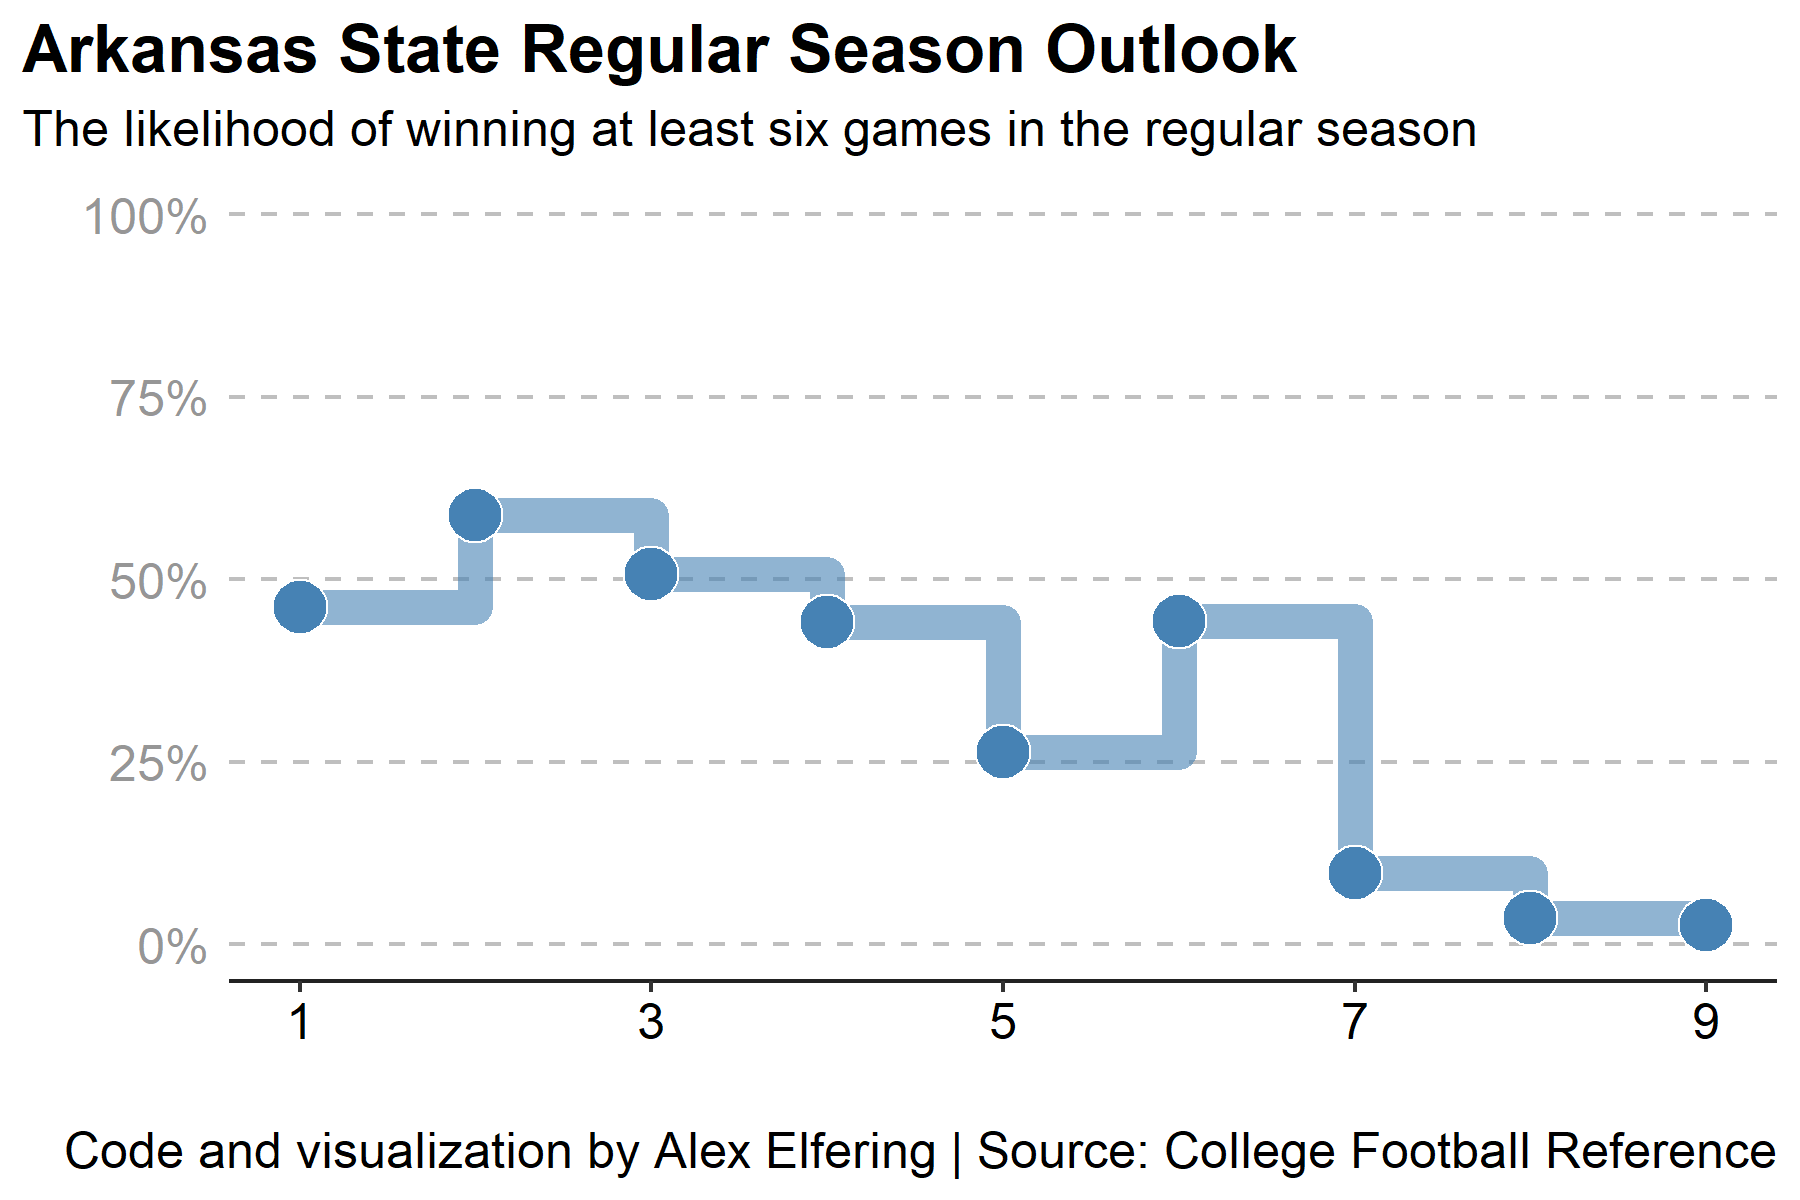 Arkansas State Regular Season Outlook
The likelihood of winning at least six games in the regular season
100%
75%
50%
25%
0%
1 3 5 7 9
Code and visualization by Alex Elfering | Source: College Football Reference